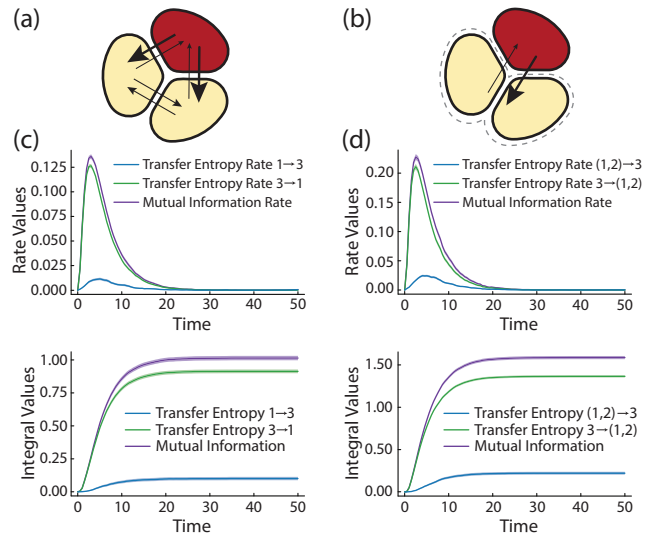 (a)
(b)
(c)
Transfer Entropy Rate 1→3
Transfer Entropy Rate 3→1
Mutual Information Rate
Rate Values
0.125
0.100
0.075
0.050
0.025
0.000
0 10 20 30 40 50
Time
(d)
Transfer Entropy Rate (1,2)→3
Transfer Entropy Rate 3→(1,2)
Mutual Information Rate
Rate Values
0.20
0.15
0.10
0.05
0.00
0 10 20 30 40 50
Time
Transfer Entropy 1→3
Transfer Entropy 3→1
Mutual Information
Integral Values
1.00
0.75
0.50
0.25
0.00
0 10 20 30 40 50
Time
Transfer Entropy (1,2)→3
Transfer Entropy 3→(1,2)
Mutual Information
Integral Values
1.50
1.00
0.50
0.00
0 10 20 30 40 50
Time